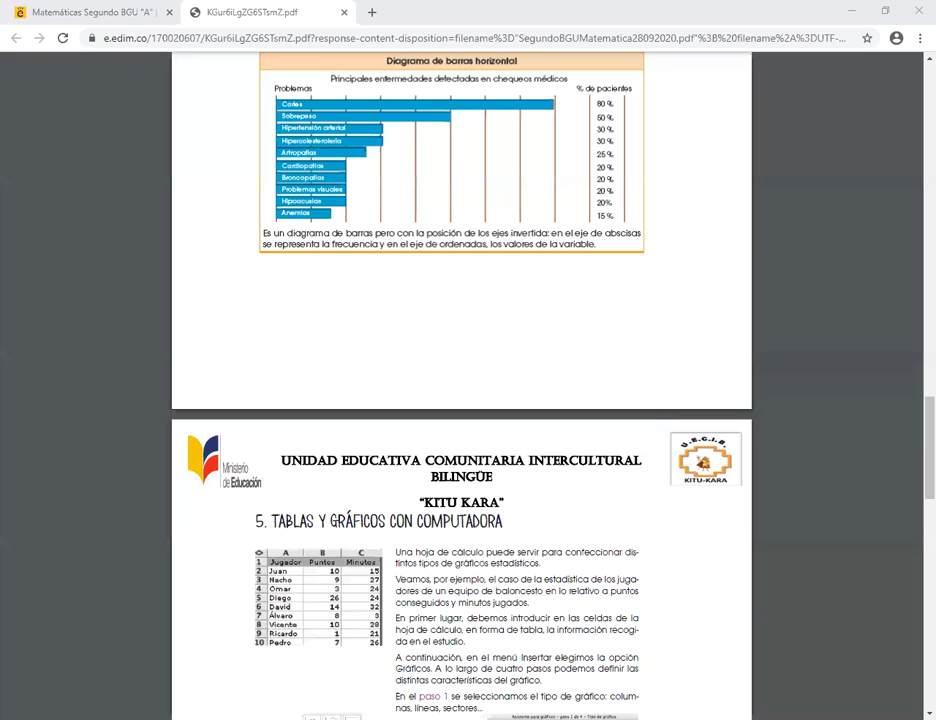 Matemáticas Segundo BGU "A" |
KGur6iLgZG6STsmZ.pdf
e.edim.co/170020607/KGur6iLgZG6STsmZ.pdf?response-content-disposition=filename%3D"SegundoBGUMatematica28092020.pdf"%3B%20filename%2A%3DUTF-...
Diagrama de barras horizontal
Principales enfermedades detectadas en chequeos médicos
Problemas % de pacientes
Caries 80 %
Sobrepeso 50 %
Hipertensión arterial 30 %
Hipercolesterolería 30 %
Artropatías 25 %
Cardiopatías 20 %
Broncopatías 20 %
Problemas visuales 20 %
Hipoacusias 20%
Anemias 15 %
Es un diagrama de barras pero con la posición de los ejes invertida: en el eje de abscisas
se representa la frecuencia y en el eje de ordenadas, los valores de la variable.
Ministerio
de Educación
UNIDAD EDUCATIVA COMUNITARIA INTERCULTURAL
BILINGÜE
"KITU KARA"
U.E.C.I.B.
KITU-KARA
5. TABLAS Y GRÁFICOS CON COMPUTADORA
A B C
1 Jugador Puntos Minutos
2 Juan 10 15
3 Nacho 9 27
4 Omar 3 24
5 Diego 26 24
6 David 14 32
7 Álvaro 8 3
8 Vicente 10 28
9 Ricardo 1 21
10 Pedro 7 26
Una hoja de cálculo puede servir para confeccionar dis-
tintos tipos de gráficos estadísticos.
Veamos, por ejemplo, el caso de la estadística de los juga-
dores de un equipo de baloncesto en lo relativo a puntos
conseguidos y minutos jugados.
En primer lugar, debemos introducir en las celdas de la
hoja de cálculo, en forma de tabla, la información recogi-
da en el estudio.
A continuación, en el menú Insertar elegimos la opción
Gráficos. A lo largo de cuatro pasos podemos definir las
distintas características del gráfico.
En el paso 1 se seleccionamos el tipo de gráfico: colum-
nas, líneas, sectores...
Asistente para gráficos - paso 1 de 4 - Tipo de gráfico